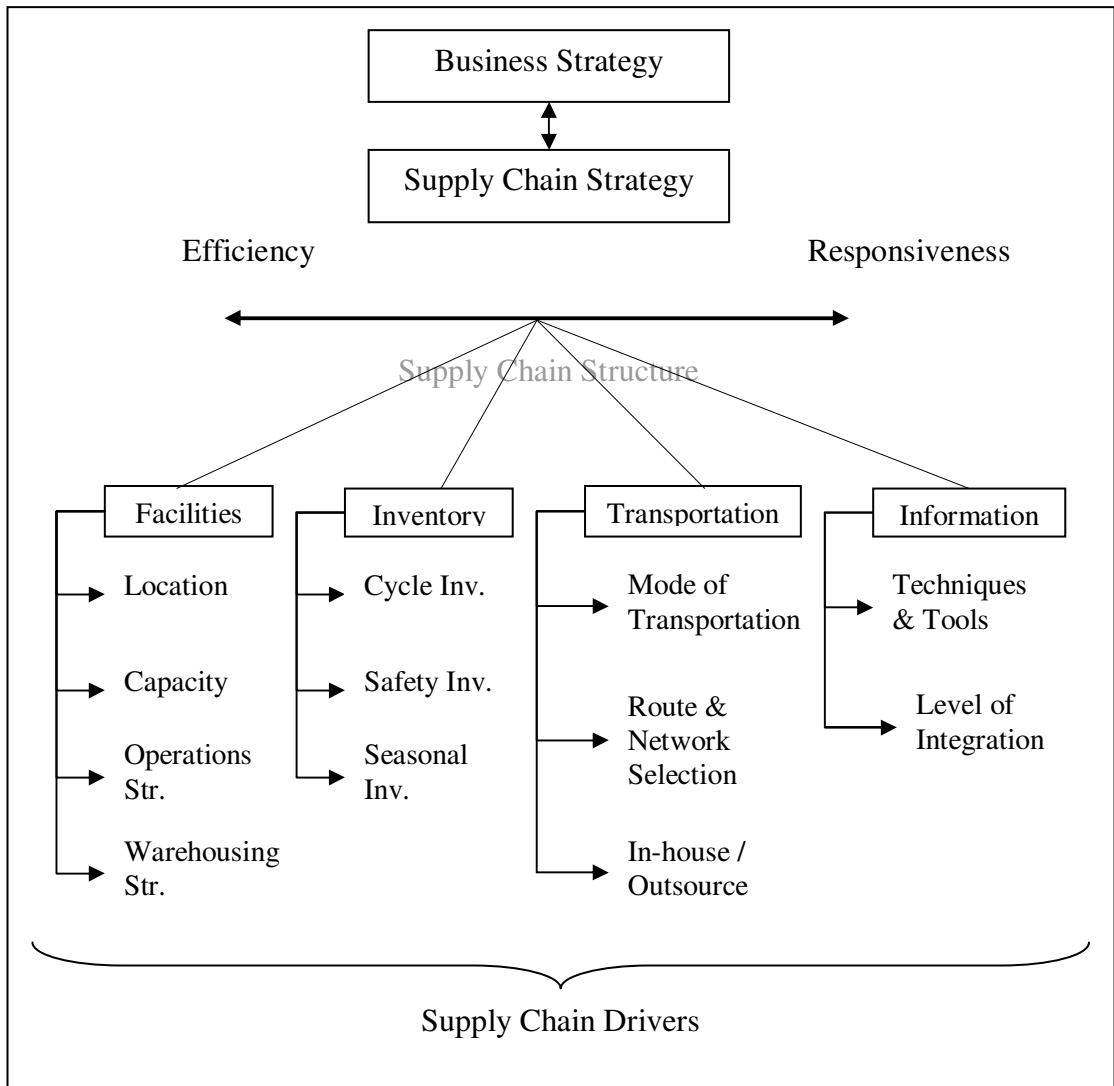 Business Strategy
Supply Chain Strategy
Efficiency
Responsiveness
Supply Chain Structure
Facilities
Inventory
Transportation
Information
Location
Capacity
Operations
Str.
Warehousing
Str.
Cycle Inv.
Safety Inv.
Seasonal
Inv.
Mode of
Transportation
Route &
Network
Selection
In-house /
Outsource
Techniques
& Tools
Level of
Integration
Supply Chain Drivers